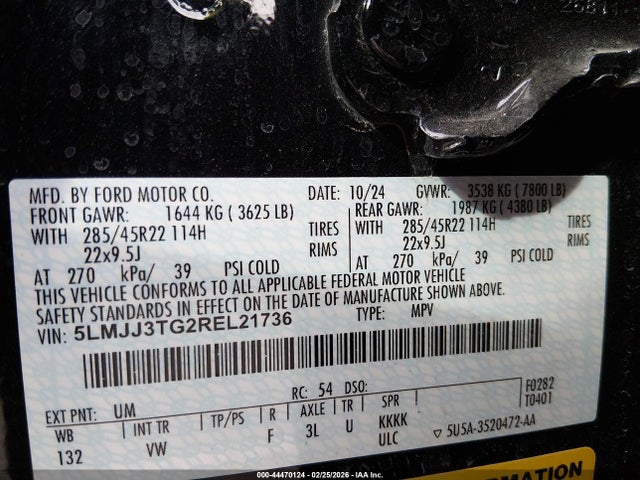 MFD. BY FORD MOTOR CO. DATE: 10/24 GVWR: 3538 KG ( 7800 LB)
FRONT GAWR: 1644 KG ( 3625 LB) REAR GAWR: 1987 KG ( 4380 LB)
WITH 285/45R22 114H TIRES WITH 285/45R22 114H TIRES
22x9.5J RIMS 22x9.5J RIMS
AT 270 kPa/ 39 PSI COLD AT 270 kPa/ 39 PSI COLD
THIS VEHICLE CONFORMS TO ALL APPLICABLE FEDERAL MOTOR VEHICLE
SAFETY STANDARDS IN EFFECT ON THE DATE OF MANUFACTURE SHOWN ABOVE.
VIN: 5LMJJ3TG2REL21736 TYPE: MPV
EXT PNT: UM RC: 54 DSO: F0282
T0401
WB INT TR TP/PS R AXLE TR SPR
132 VW F 3L U KKKK
ULC ▽ 5U5A-3520472-AA
FORMATION
000-44470124 - 02/25/2026 - IAA Inc.